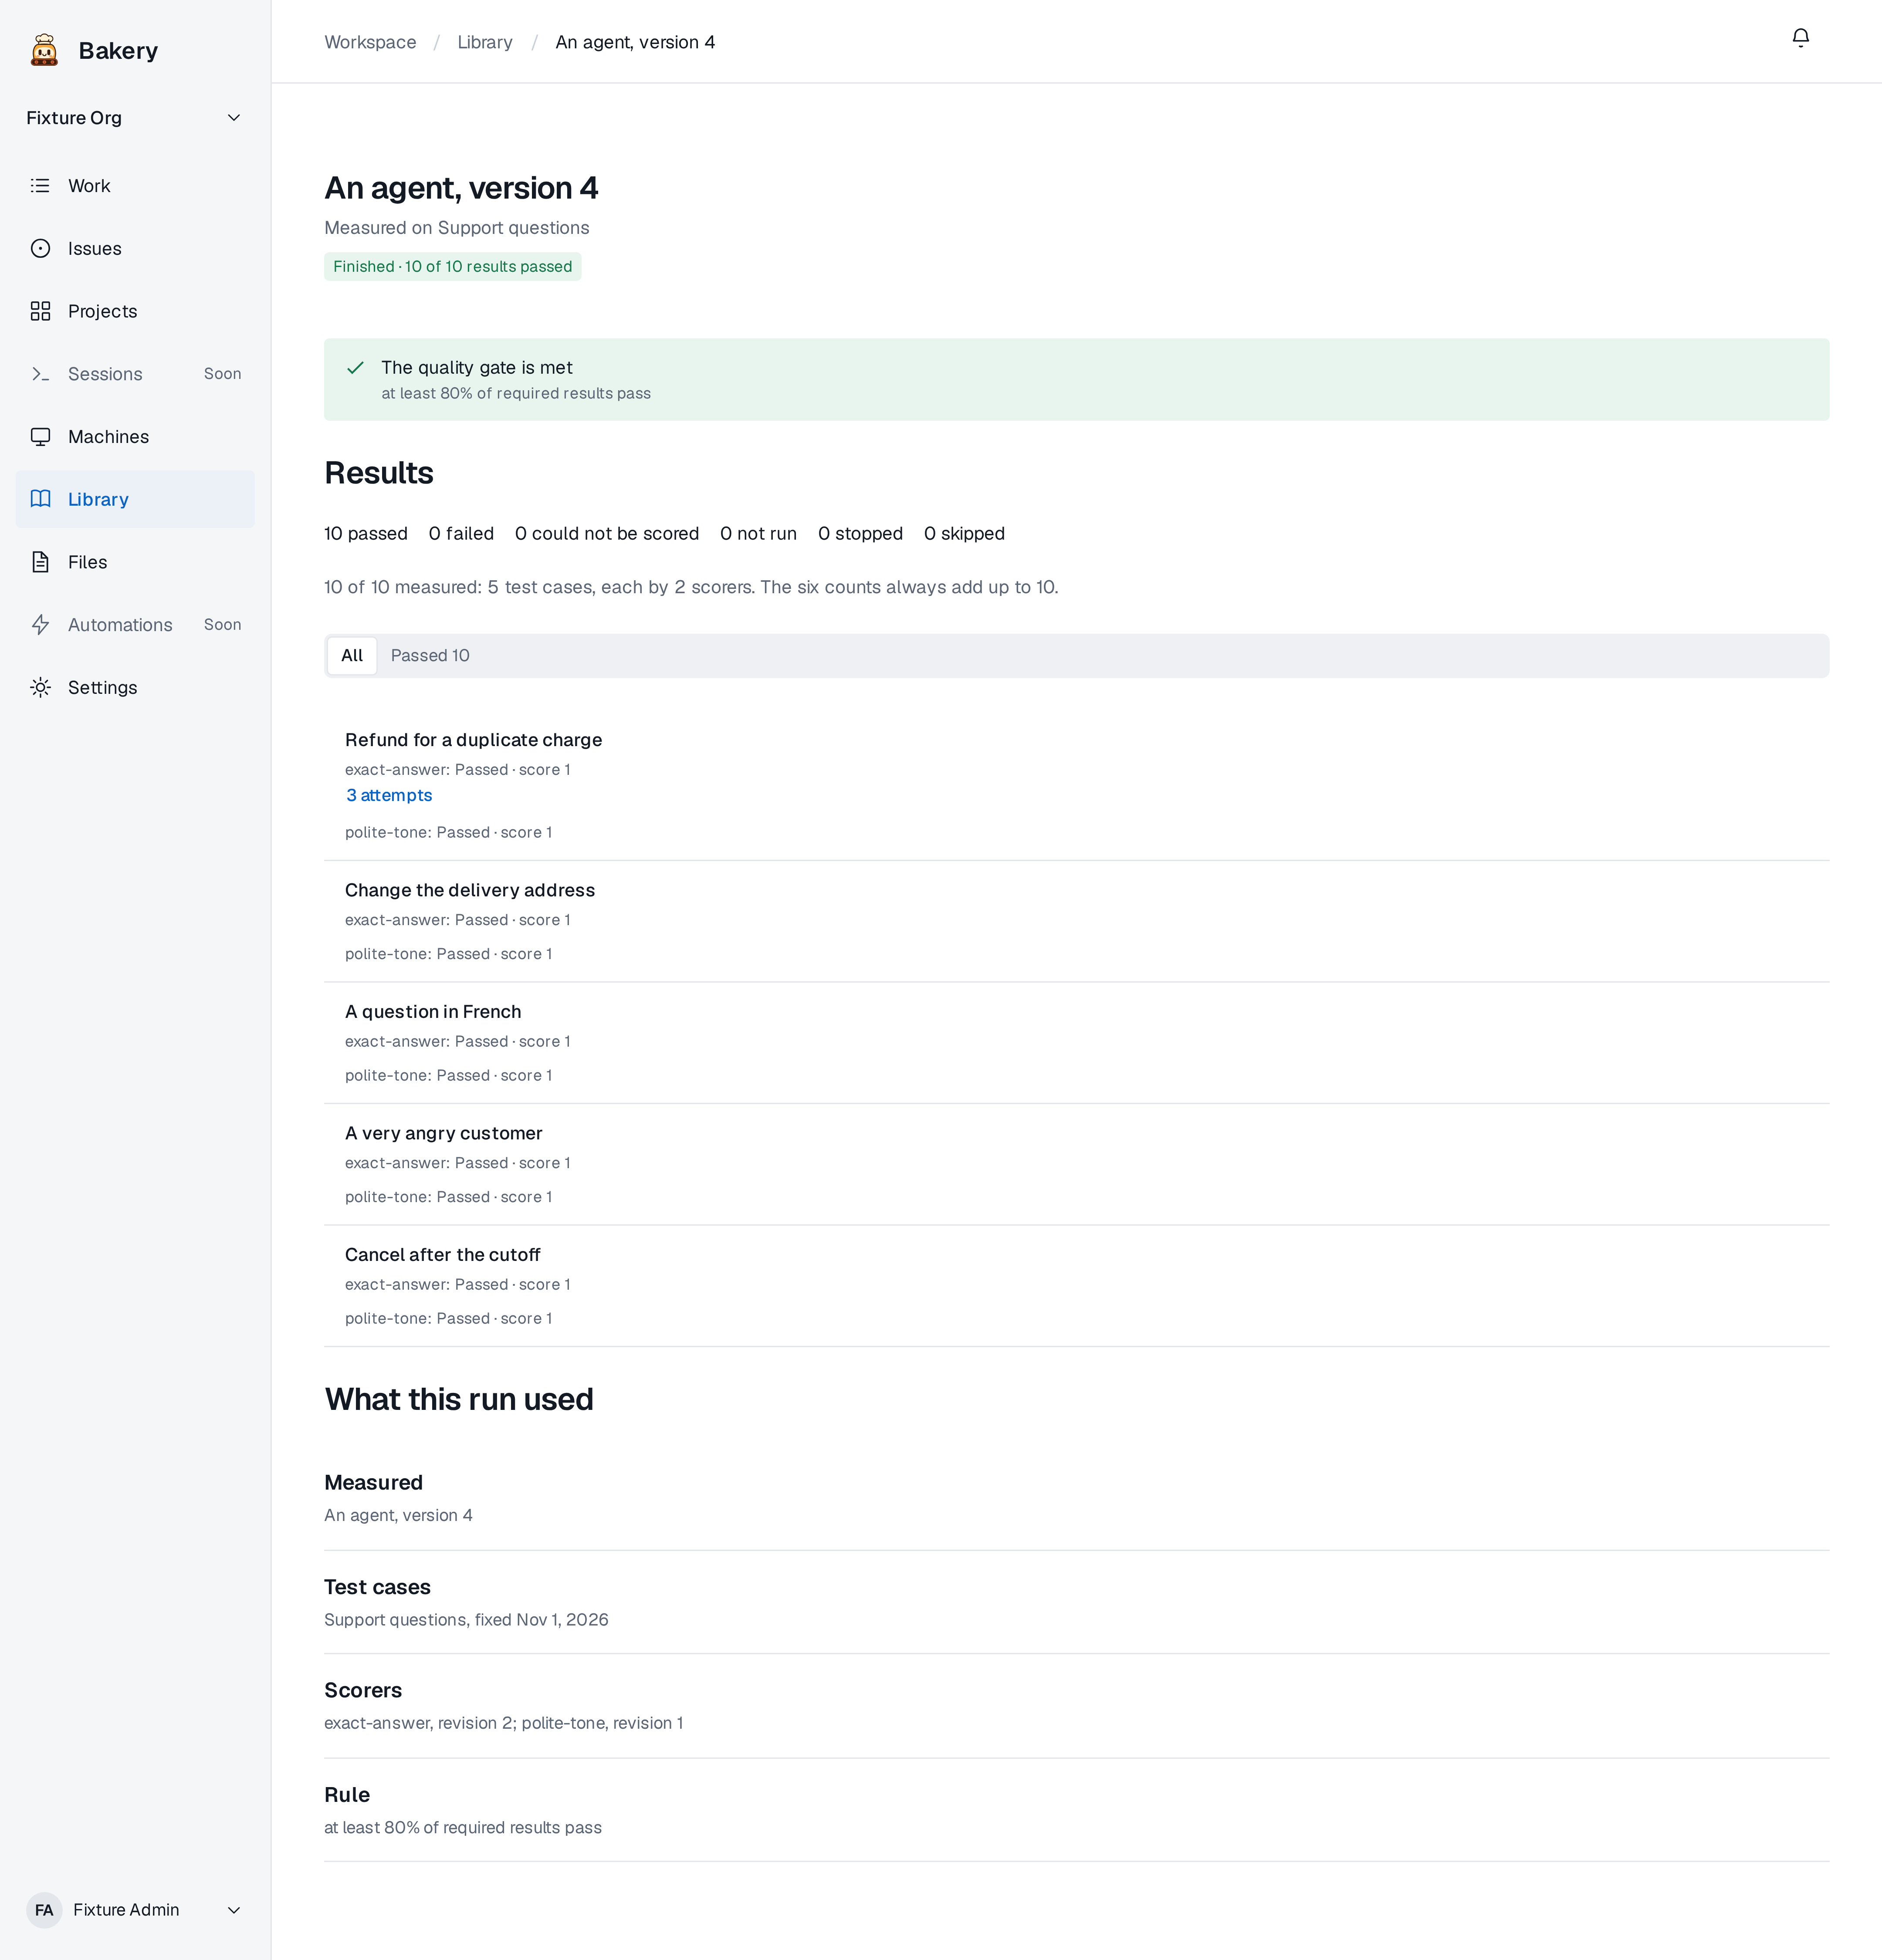 Bakery
Fixture Org
Work
Issues
Projects
Sessions Soon
Machines
Library
Files
Automations Soon
Settings
FA Fixture Admin
Workspace / Library / An agent, version 4
An agent, version 4
Measured on Support questions
Finished · 10 of 10 results passed
The quality gate is met
at least 80% of required results pass
Results
10 passed 0 failed 0 could not be scored 0 not run 0 stopped 0 skipped
10 of 10 measured: 5 test cases, each by 2 scorers. The six counts always add up to 10.
All Passed 10
Refund for a duplicate charge
exact-answer: Passed · score 1
3 attempts
polite-tone: Passed · score 1
Change the delivery address
exact-answer: Passed · score 1
polite-tone: Passed · score 1
A question in French
exact-answer: Passed · score 1
polite-tone: Passed · score 1
A very angry customer
exact-answer: Passed · score 1
polite-tone: Passed · score 1
Cancel after the cutoff
exact-answer: Passed · score 1
polite-tone: Passed · score 1
What this run used
Measured
An agent, version 4
Test cases
Support questions, fixed Nov 1, 2026
Scorers
exact-answer, revision 2; polite-tone, revision 1
Rule
at least 80% of required results pass